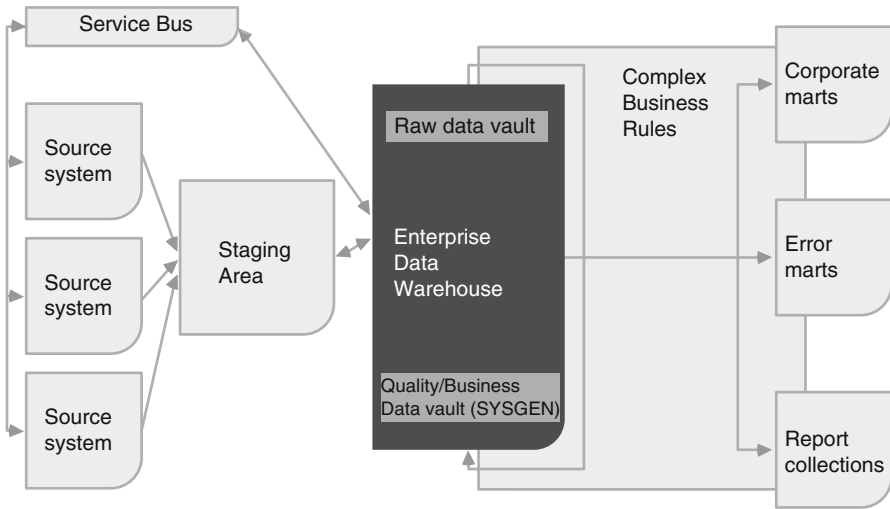 Service Bus
Source
system
Source
system
Source
system
Staging
Area
Raw data vault
Enterprise
Data
Warehouse
Quality/Business
Data vault (SYSGEN)
Complex
Business
Rules
Corporate
marts
Error
marts
Report
collections